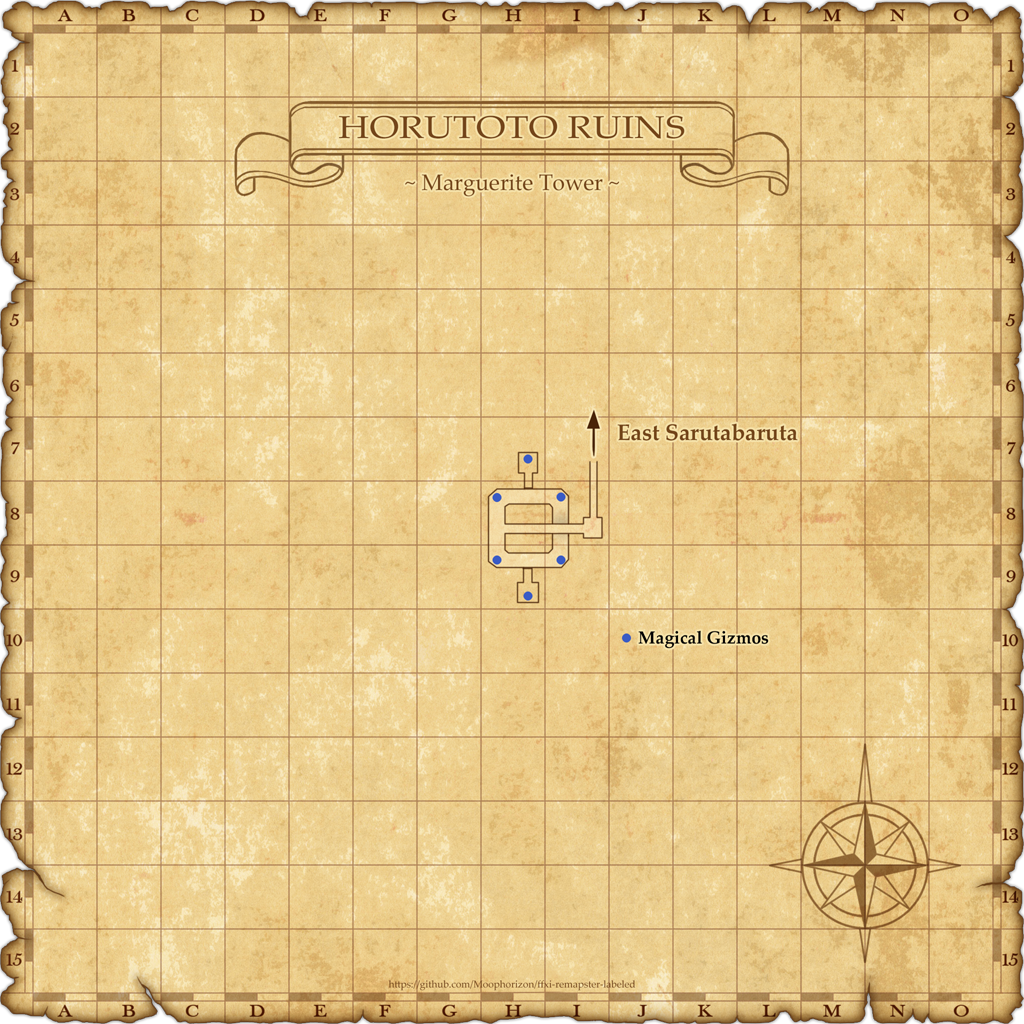 A B C D E F G H I J K L M N O
1 1
HORUTOTO RUINS
2 2
~ Marguerite Tower ~
3 3
4 4
5 5
6 6
East Sarutabaruta
7 7
8 8
9 9
Magical Gizmos
10 10
11 11
12 12
13 13
14 14
15 15
https://github.com/Moophorizon/ffxi-remapster-labeled
A B C D E F G H I J K L M N O